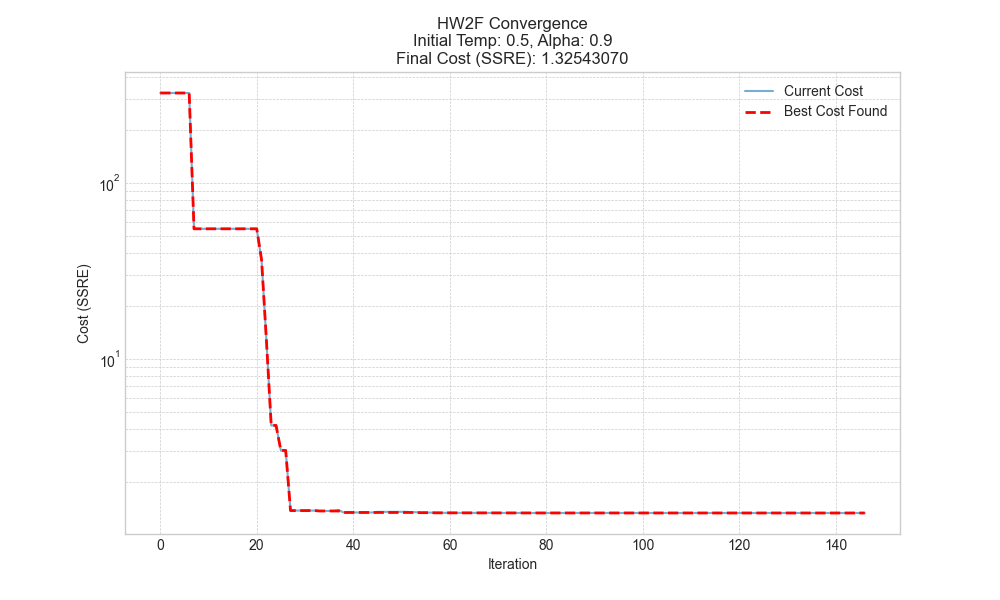 HW2F Convergence
Initial Temp: 0.5, Alpha: 0.9
Final Cost (SSRE): 1.32543070
Current Cost
Best Cost Found
10²
10¹
Cost (SSRE)
0 20 40 60 80 100 120 140
Iteration